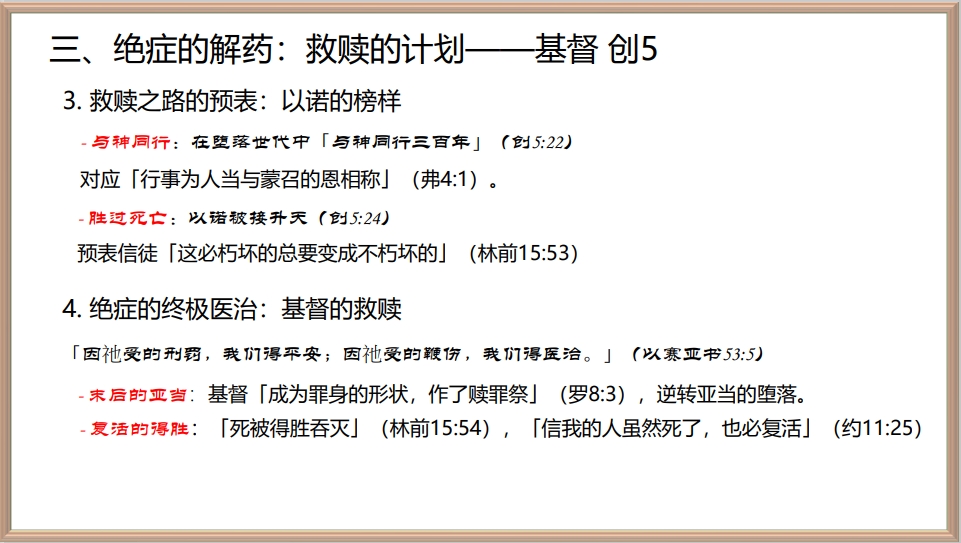 三、绝症的解药：救赎的计划——基督 创5
3. 救赎之路的预表：以诺的榜样
- 与神同行：在堕落世代中「与神同行三百年」（创5:22）
对应「行事为人当与蒙召的恩相称」（弗4:1）。
- 胜过死亡：以诺被接升天（创5:24）
预表信徒「这必朽坏的总要变成不朽坏的」（林前15:53）
4. 绝症的终极医治：基督的救赎
「因祂受的刑罚，我们得平安；因祂受的鞭伤，我们得医治。」（以赛亚书53:5）
- 末后的亚当：基督「成为罪身的形状，作了赎罪祭」（罗8:3），逆转亚当的堕落。
- 复活的得胜：「死被得胜吞灭」（林前15:54），「信我的人虽然死了，也必复活」（约11:25）